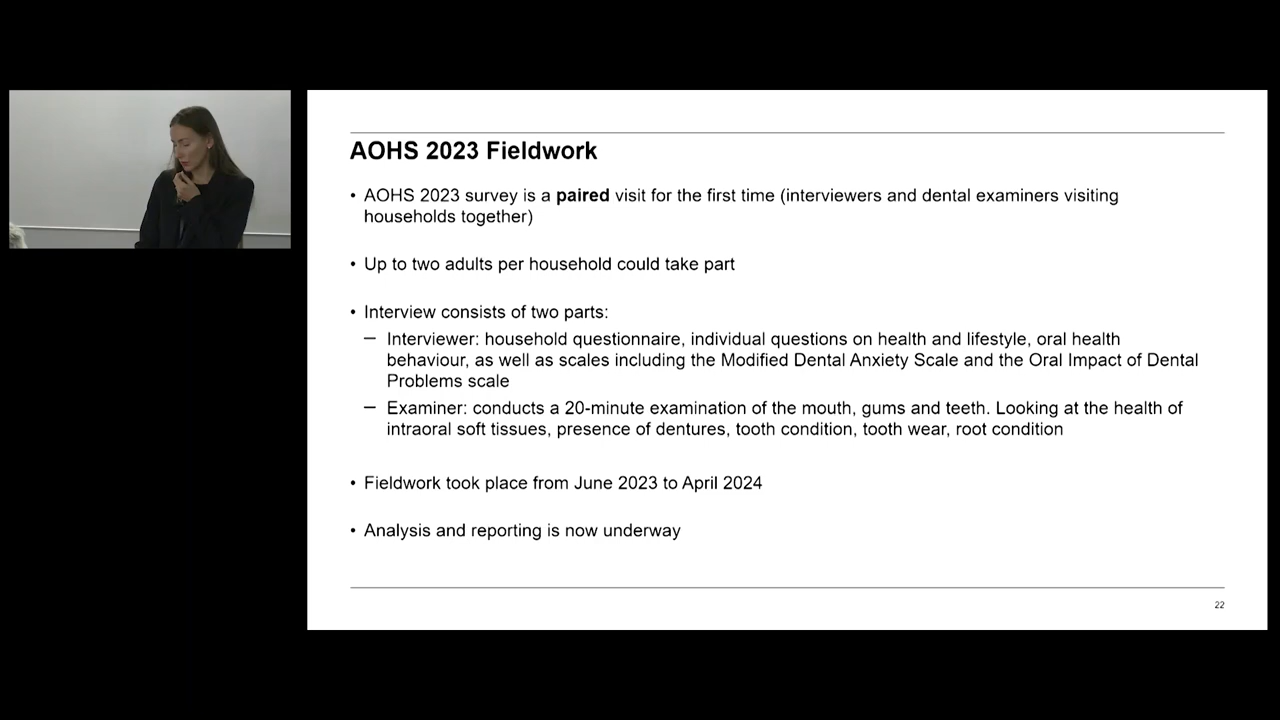 AOHS 2023 Fieldwork
• AOHS 2023 survey is a paired visit for the first time (interviewers and dental examiners visiting
households together)
• Up to two adults per household could take part
• Interview consists of two parts:
– Interviewer: household questionnaire, individual questions on health and lifestyle, oral health
behaviour, as well as scales including the Modified Dental Anxiety Scale and the Oral Impact of Dental
Problems scale
– Examiner: conducts a 20-minute examination of the mouth, gums and teeth. Looking at the health of
intraoral soft tissues, presence of dentures, tooth condition, tooth wear, root condition
• Fieldwork took place from June 2023 to April 2024
• Analysis and reporting is now underway
22